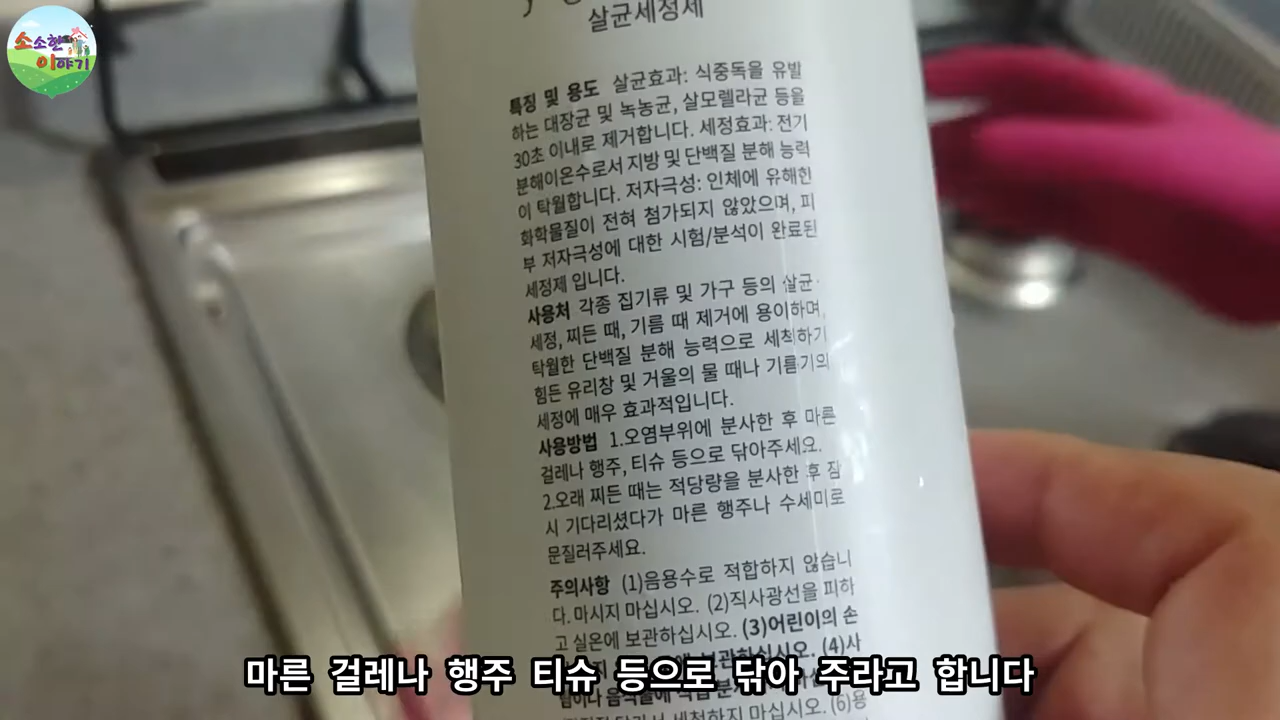 소소한
이야기
살균세정제
특징 및 용도 살균효과: 식중독을 유발
하는 대장균 및 녹농균, 살모렐라균 등을
30초 이내로 제거합니다. 세정효과: 전기
분해이온수로서 지방 및 단백질 분해 능력
이 탁월합니다. 저자극성: 인체에 유해한
화학물질이 전혀 첨가되지 않았으며, 피
부 저자극성에 대한 시험/분석이 완료된
세정제 입니다.
사용처 각종 집기류 및 가구 등의 살균·
세정, 찌든 때, 기름 때 제거에 용이하며,
탁월한 단백질 분해 능력으로 세척하기
힘든 유리창 및 거울의 물 때나 기름기의
세정에 매우 효과적입니다.
사용방법 1.오염부위에 분사한 후 마른
걸레나 행주, 티슈 등으로 닦아주세요.
2.오래 찌든 때는 적당량을 분사한 후 잠
시 기다리셨다가 마른 행주나 수세미로
문질러주세요.
주의사항 (1)음용수로 적합하지 않습니
다. 마시지 마십시오. (2)직사광선을 피하
고 실온에 보관하십시오. (3)어린이의 손
보관하십시오. (4)사
마십시오. (6)용
마른 걸레나 행주 티슈 등으로 닦아 주라고 합니다